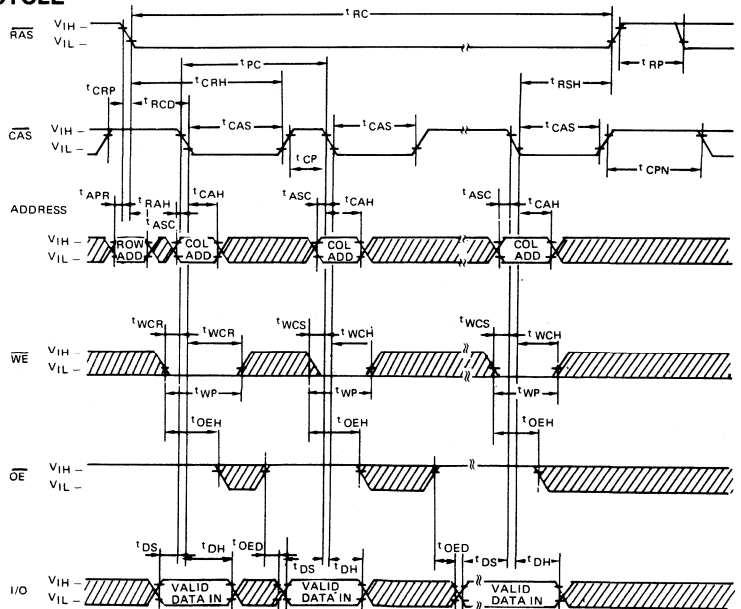 CYCLE
tRC
RAS VIH –
VIL –
tRP
tPC
tCRH
tRSH
tCRP
tRCD
CAS VIH –
VIL –
tCAS
tCAS
tCAS
tCP
tCPN
ADDRESS
tAPR tRAH tCAH tASC tCAH tASC tCAH
tASC
VIH –
VIL –
ROW ADD
COL ADD
COL ADD
COL ADD
tWCR tWCR tWCS tWCH tWCS tWCH
WE VIH –
VIL –
tWP tWP tWP
tOEH tOEH tOEH
OE VIH –
VIL –
tDS tDH tOED tDS tDH tOED tDS tDH
I/O VIH –
VIL –
VALID DATA IN
VALID DATA IN
VALID DATA IN